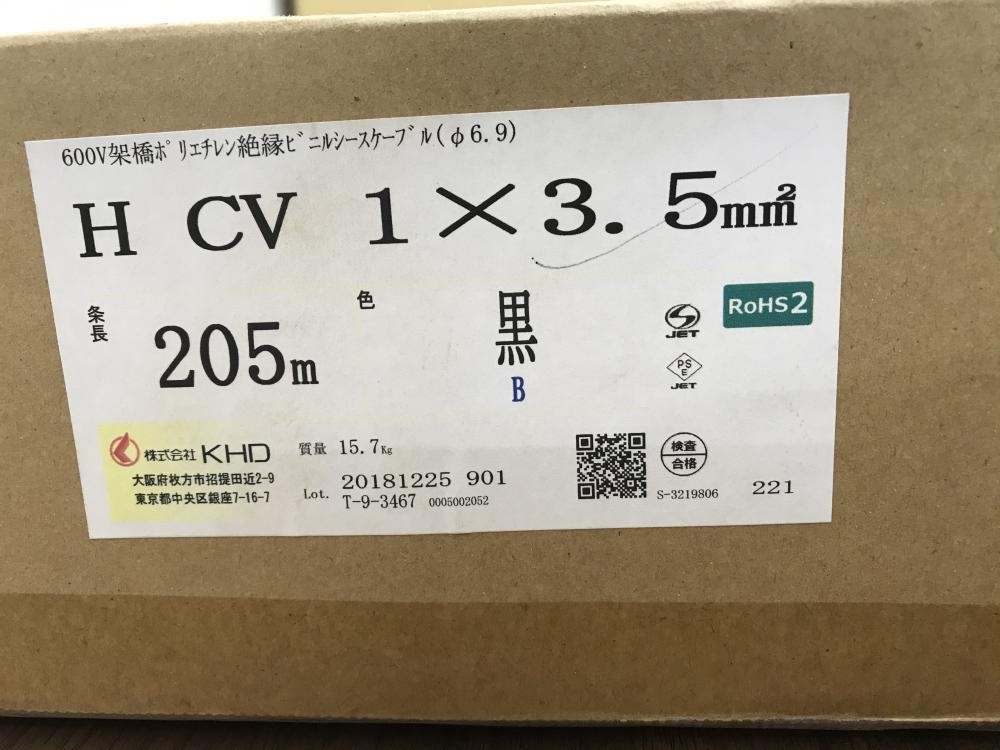 600V架橋ﾎﾟﾘｴﾁﾚﾝ絶縁ﾋﾞﾆﾙｼｰｽｹｰﾌﾞﾙ(φ6.9)
H CV 1×3.5mm²
条長 205m 色 黒
B
JET
RoHS2
PSE
JET
株式会社KHD
大阪府枚方市招提田近2-9
東京都中央区銀座7-16-7
質量 15.7Kg
Lot. 20181225 901
T-9-3467 0005002052
検査
合格
S-3219806
221